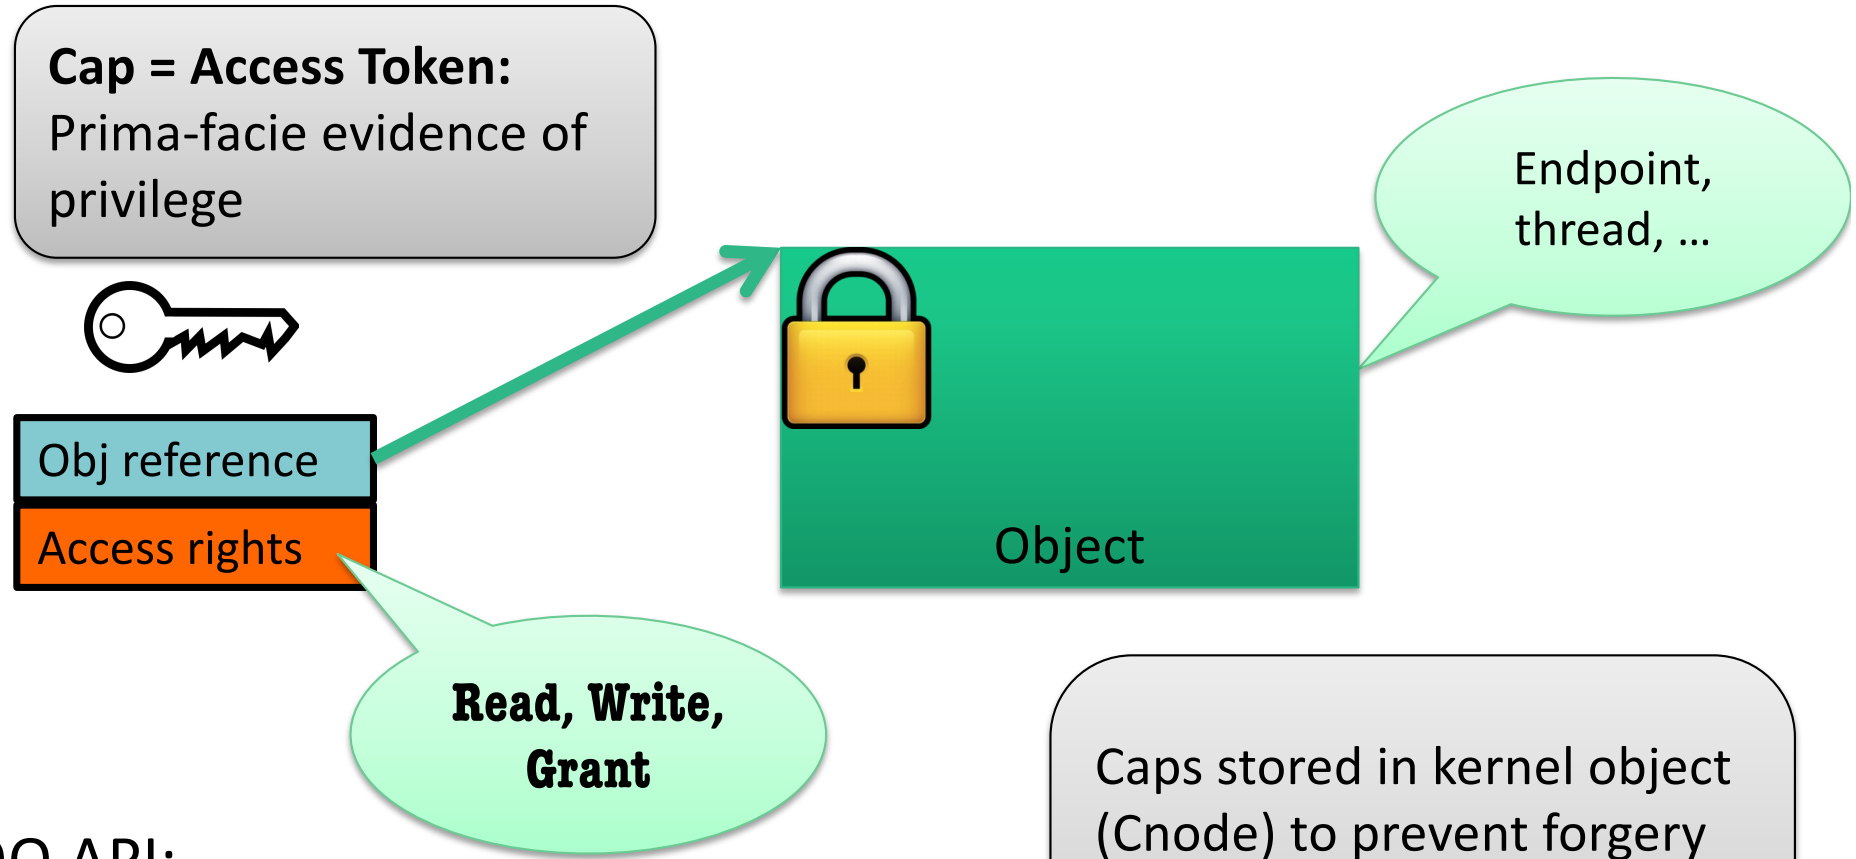 Cap = Access Token:
Prima-facie evidence of
privilege
Endpoint,
thread, ...
Obj reference
Access rights
Object
Read, Write,
Grant
Caps stored in kernel object
(Cnode) to prevent forgery
API: